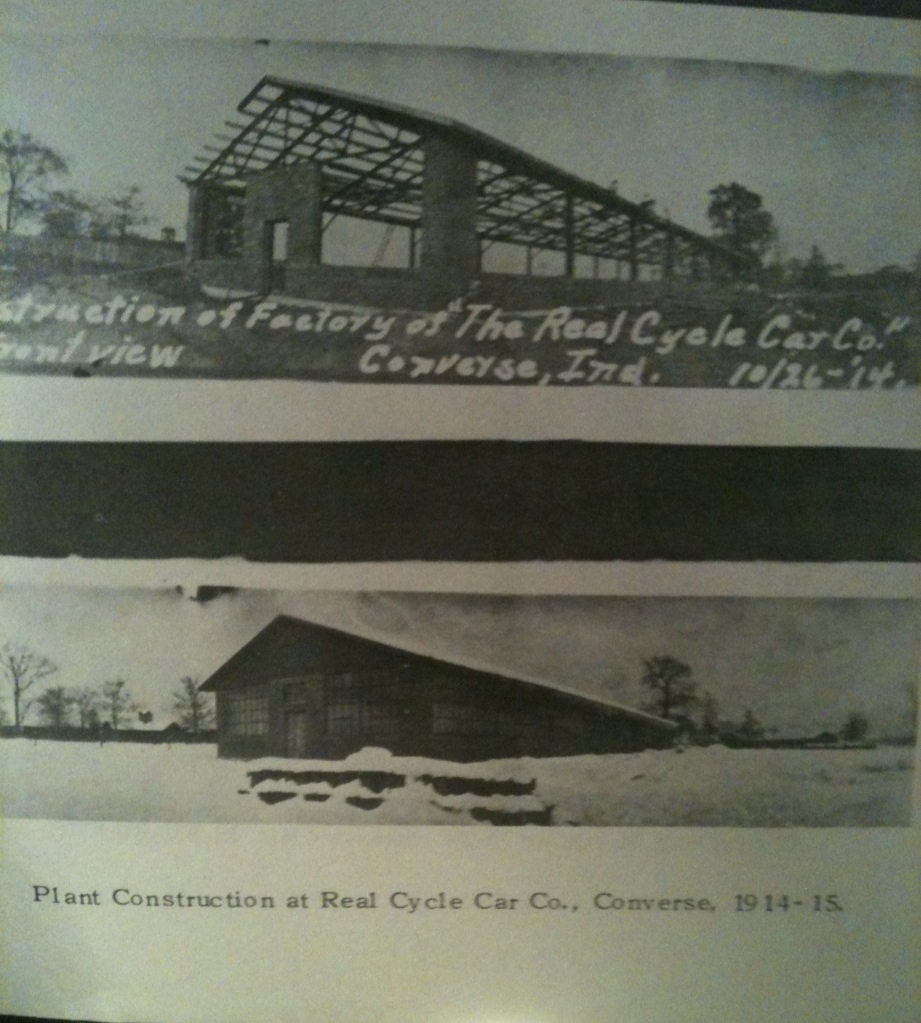 struction of Factory of "The Real Cycle Car Co."
ront view Converse, Ind. 10/26-'14.
Plant Construction at Real Cycle Car Co., Converse, 1914-15.